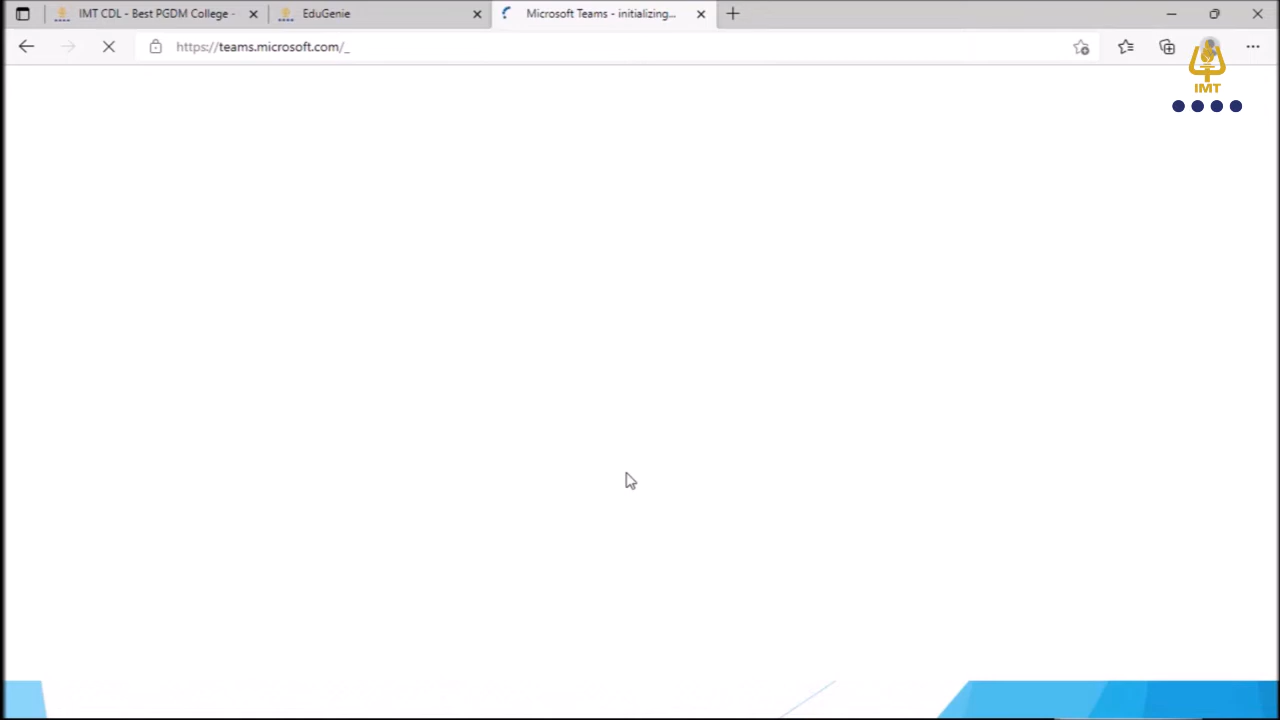 IMT CDL - Best PGDM College -
EduGenie
Microsoft Teams - initializing...
https://teams.microsoft.com/_
IMT